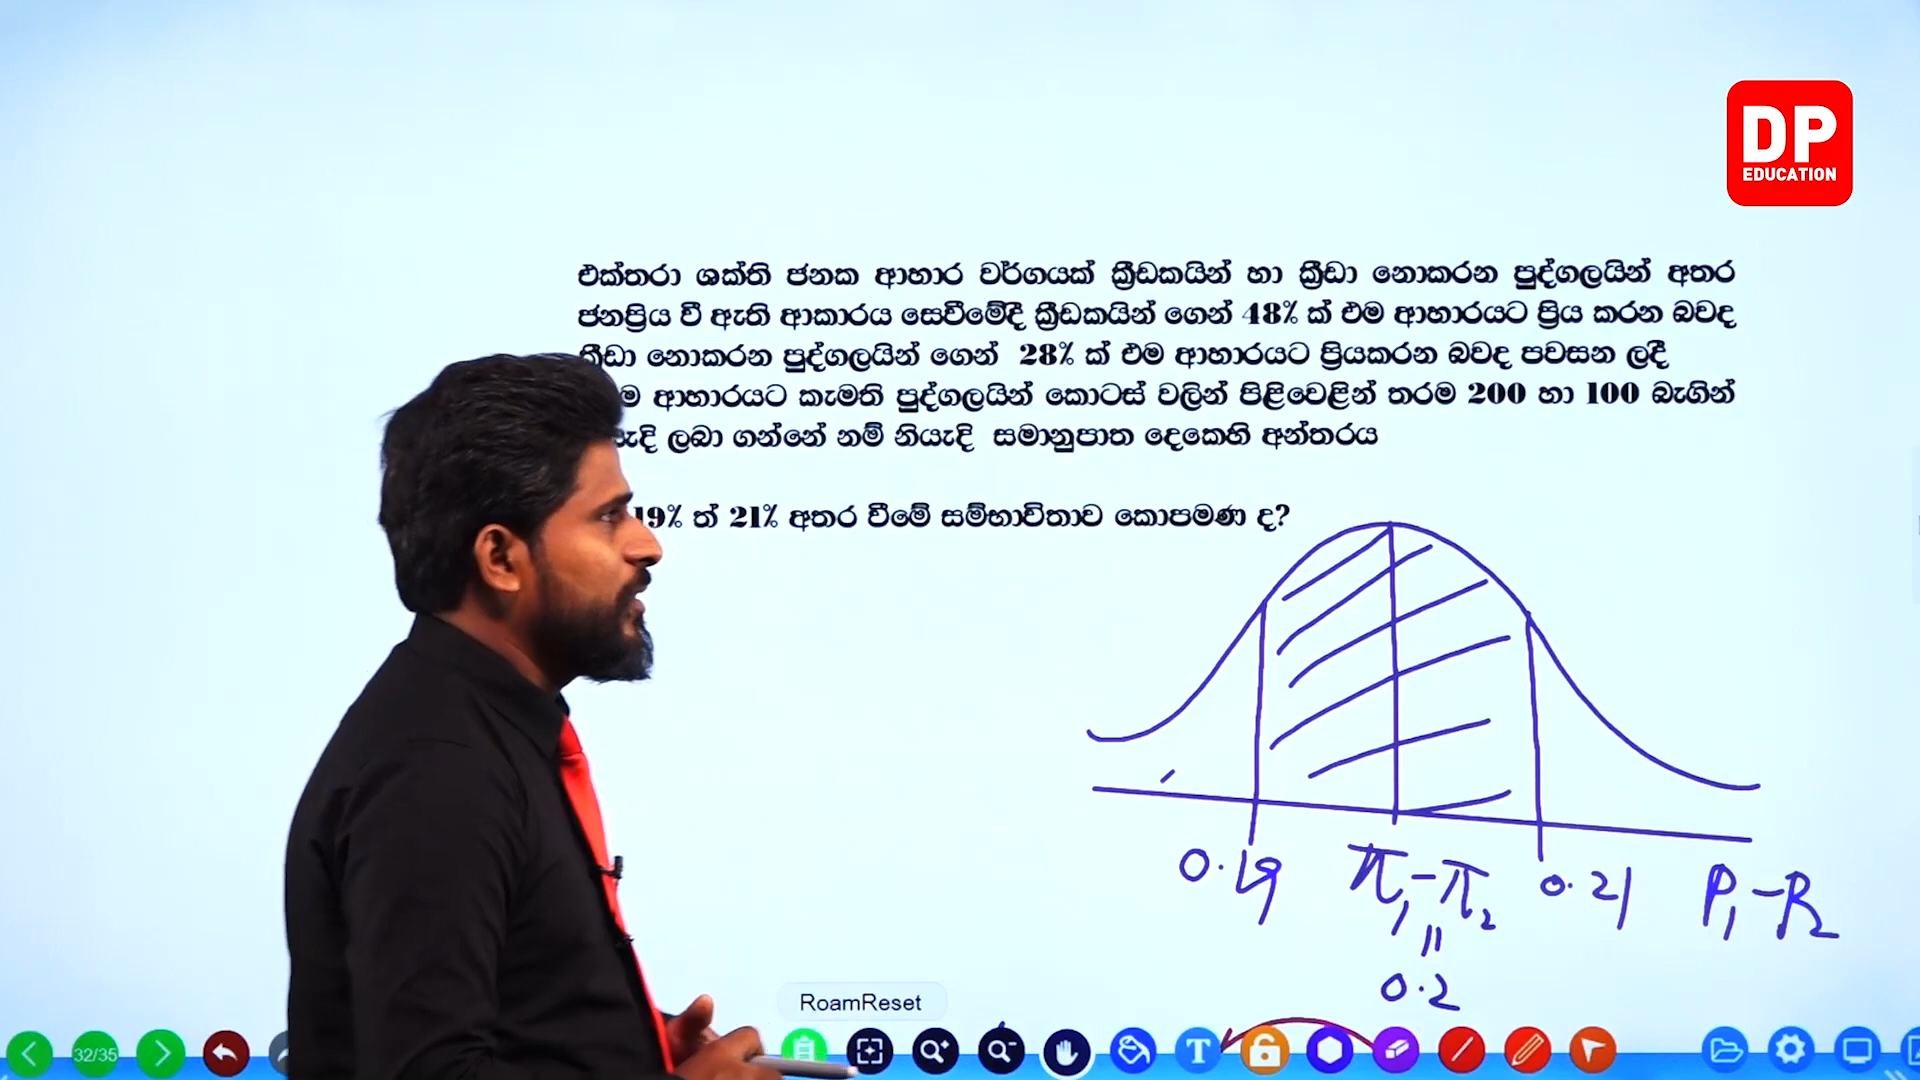 DP
EDUCATION
එක්තරා ශක්ති ජනක ආහාර වර්ගයක් ක්‍රීඩකයින් හා ක්‍රීඩා නොකරන පුද්ගලයින් අතර
ජනප්‍රිය වී ඇති ආකාරය සෙවීමේදී ක්‍රීඩකයින් ගෙන් 48% ක් එම ආහාරයට ප්‍රිය කරන බවද
නොකරන පුද්ගලයින් ගෙන් 28% ක් එම ආහාරයට ප්‍රියකරන බවද පවසන ලදී
ආහාරයට කැමති පුද්ගලයින් කොටස් වලින් පිළිවෙළින් තරම 200 හා 100 බැගින්
ලබා ගන්නේ නම් නියැදි සමානුපාත දෙකෙහි අන්තරය
19% ත් 21% අතර වීමේ සම්භාවිතාව කොපමණ ද?
0.19 π₁-π₂ 0.21 P₁-P₂
=
0.2
RoamReset
32/35
T